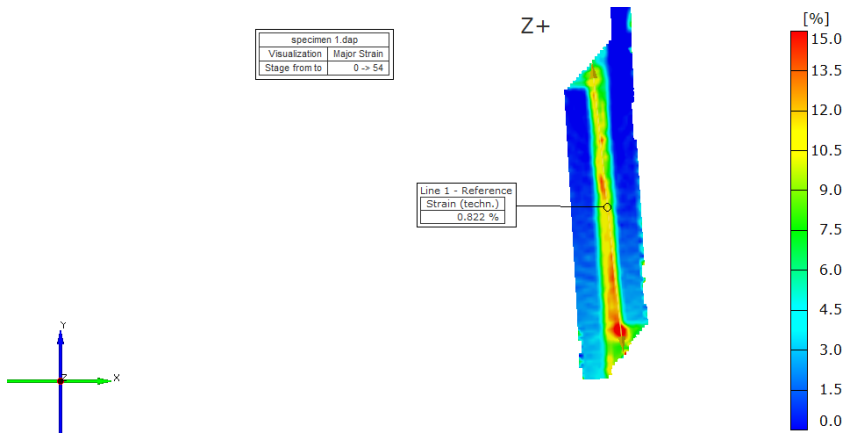 Z+
[%]
specimen 1.dap
Visualization Major Strain
Stage from to 0 -> 54
15.0
13.5
12.0
10.5
9.0
7.5
6.0
4.5
3.0
1.5
0.0
Line 1 - Reference
Strain (techn.)
0.822 %
Y
Z
X